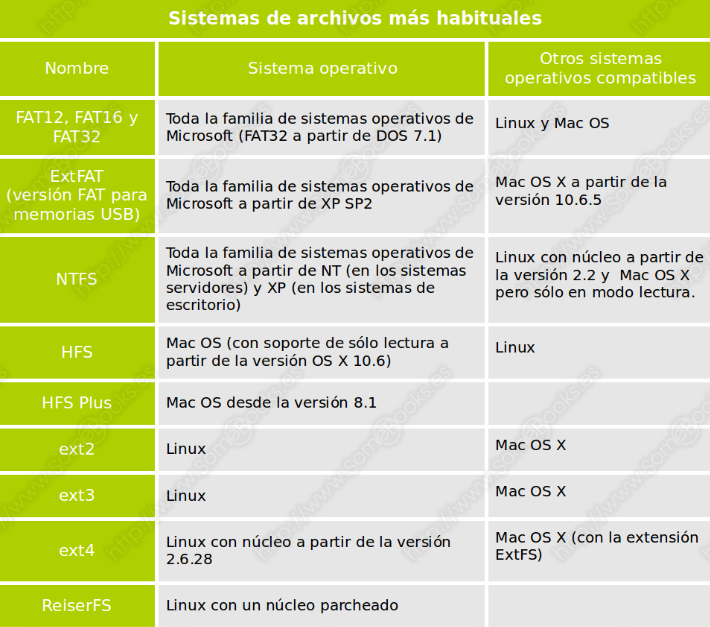 Sistemas de archivos más habituales
Nombre
Sistema operativo
Otros sistemas
operativos compatibles
FAT12, FAT16 y
FAT32
Toda la familia de sistemas operativos de
Microsoft (FAT32 a partir de DOS 7.1)
Linux y Mac OS
ExtFAT
(versión FAT para
memorias USB)
Toda la familia de sistemas operativos de
Microsoft a partir de XP SP2
Mac OS X a partir de la
versión 10.6.5
NTFS
Toda la familia de sistemas operativos de
Microsoft a partir de NT (en los sistemas
servidores) y XP (en los sistemas de
escritorio)
Linux con núcleo a partir de
la versión 2.2 y  Mac OS X
pero sólo en modo lectura.
HFS
Mac OS (con soporte de sólo lectura a
partir de la versión OS X 10.6)
Linux
HFS Plus
Mac OS desde la versión 8.1
ext2
Linux
Mac OS X
ext3
Linux
Mac OS X
ext4
Linux con núcleo a partir de la versión
2.6.28
Mac OS X (con la extensión
ExtFS)
ReiserFS
Linux con un núcleo parcheado
http://www.somebooks.es